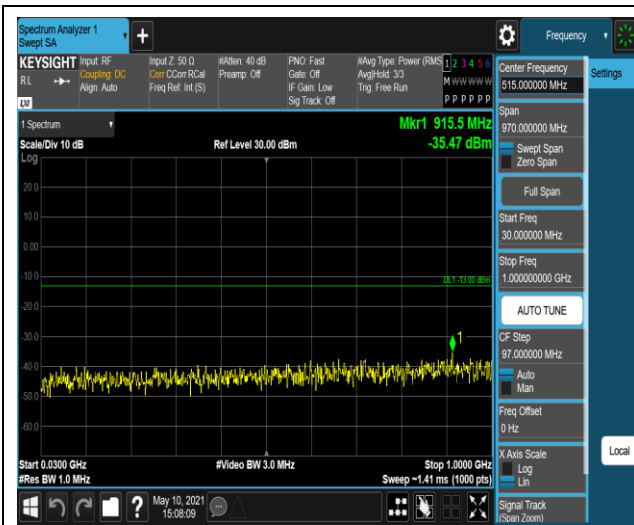 Spectrum Analyzer 1
Swept SA
+
Frequency
KEYSIGHT
RL
LXI
Input: RF
Coupling: DC
Align: Auto
Input Z: 50 Ω
Corr CCorr RCal
Freq Ref: Int (S)
#Atten: 40 dB
Preamp: Off
PNO: Fast
Gate: Off
IF Gain: Low
Sig Track: Off
#Avg Type: Power (RMS
Avg|Hold: 3/3
Trig: Free Run
1 2 3 4 5 6
M W W W W W
P P P P P P
Center Frequency
515.000000 MHz
Settings
Span
970.000000 MHz
Swept Span
Zero Span
Full Span
Start Freq
30.000000 MHz
Stop Freq
1.000000000 GHz
AUTO TUNE
CF Step
97.000000 MHz
Auto
Man
Freq Offset
0 Hz
X Axis Scale
Log
Lin
Signal Track
(Span Zoom)
Local
1 Spectrum
Mkr1 915.5 MHz
-35.47 dBm
Scale/Div 10 dB
Ref Level 30.00 dBm
Log
20.0
10.0
0.00
-10.0
DL1 -13.00 dBm
-20.0
-30.0
1
-40.0
-50.0
-60.0
Start 0.0300 GHz
#Video BW 3.0 MHz
Stop 1.0000 GHz
#Res BW 1.0 MHz
Sweep ~1.41 ms (1000 pts)
?
May 10, 2021
15:08:09